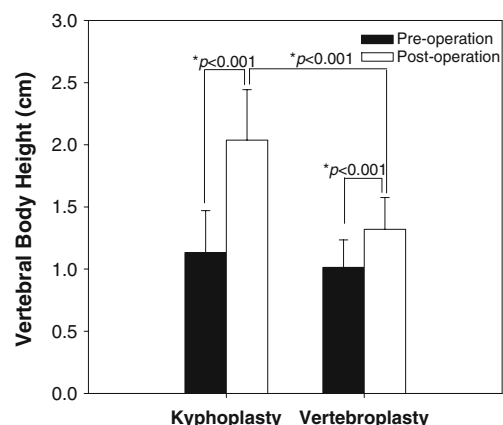 3.0
2.5
2.0
1.5
1.0
0.5
0.0
Vertebral Body Height (cm)
Pre-operation
Post-operation
*p<0.001
*p<0.001
*p<0.001
Kyphoplasty Vertebroplasty